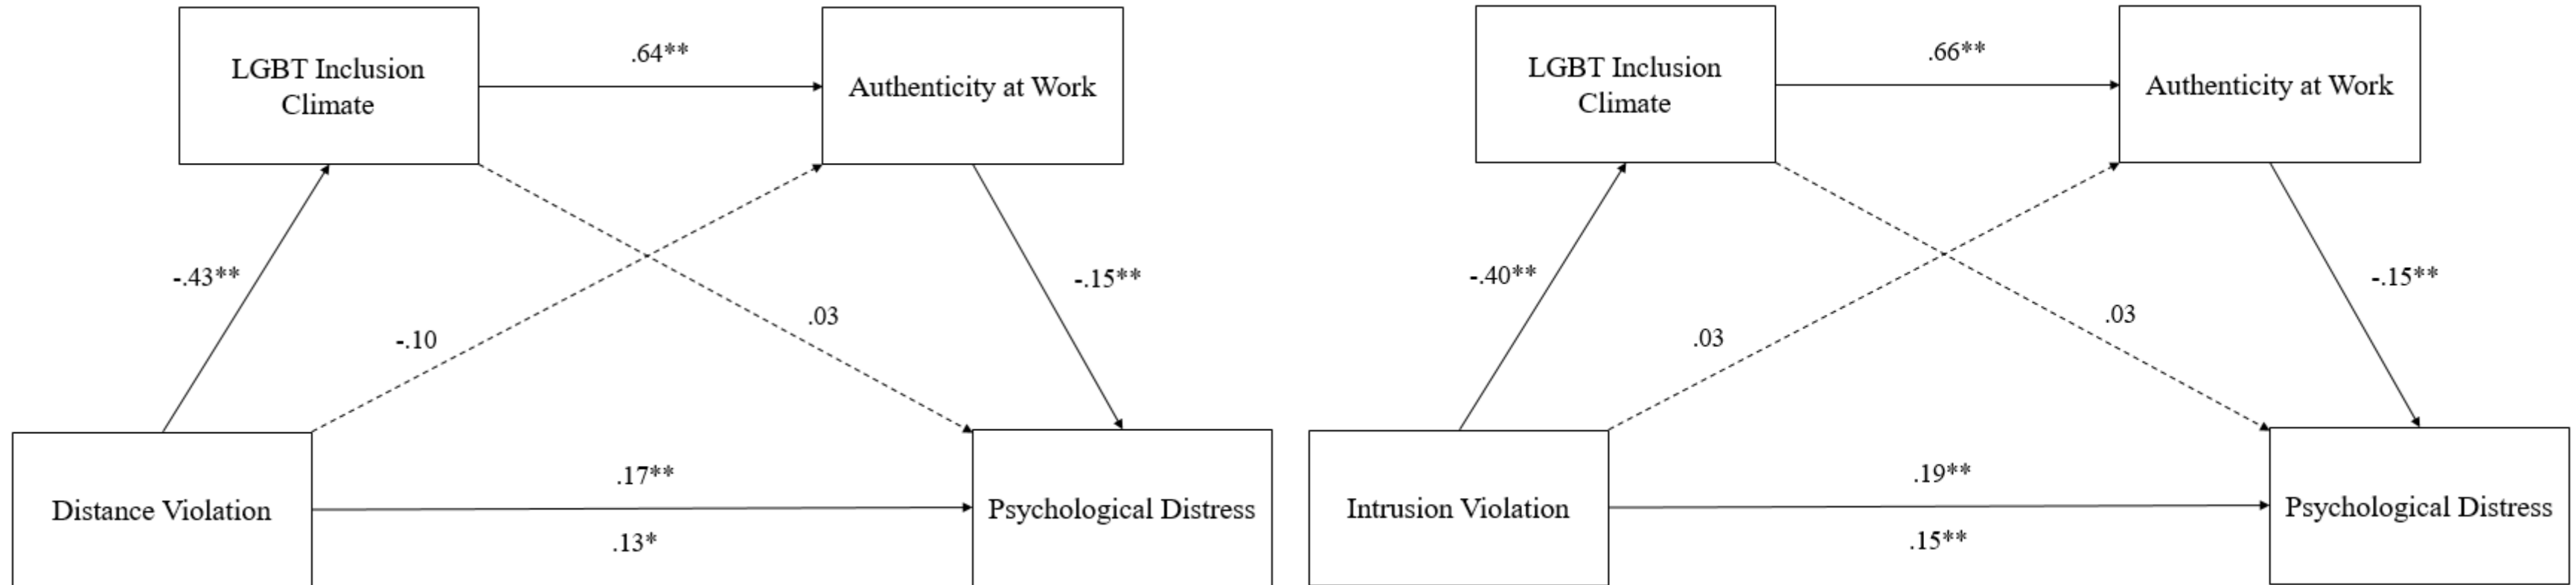 LGBT Inclusion
Climate
.64**
Authenticity at Work
-.43**
-.10
.03
-.15**
Distance Violation
.17**
.13*
Psychological Distress
LGBT Inclusion
Climate
.66**
Authenticity at Work
-.40**
.03
.03
-.15**
Intrusion Violation
.19**
.15**
Psychological Distress